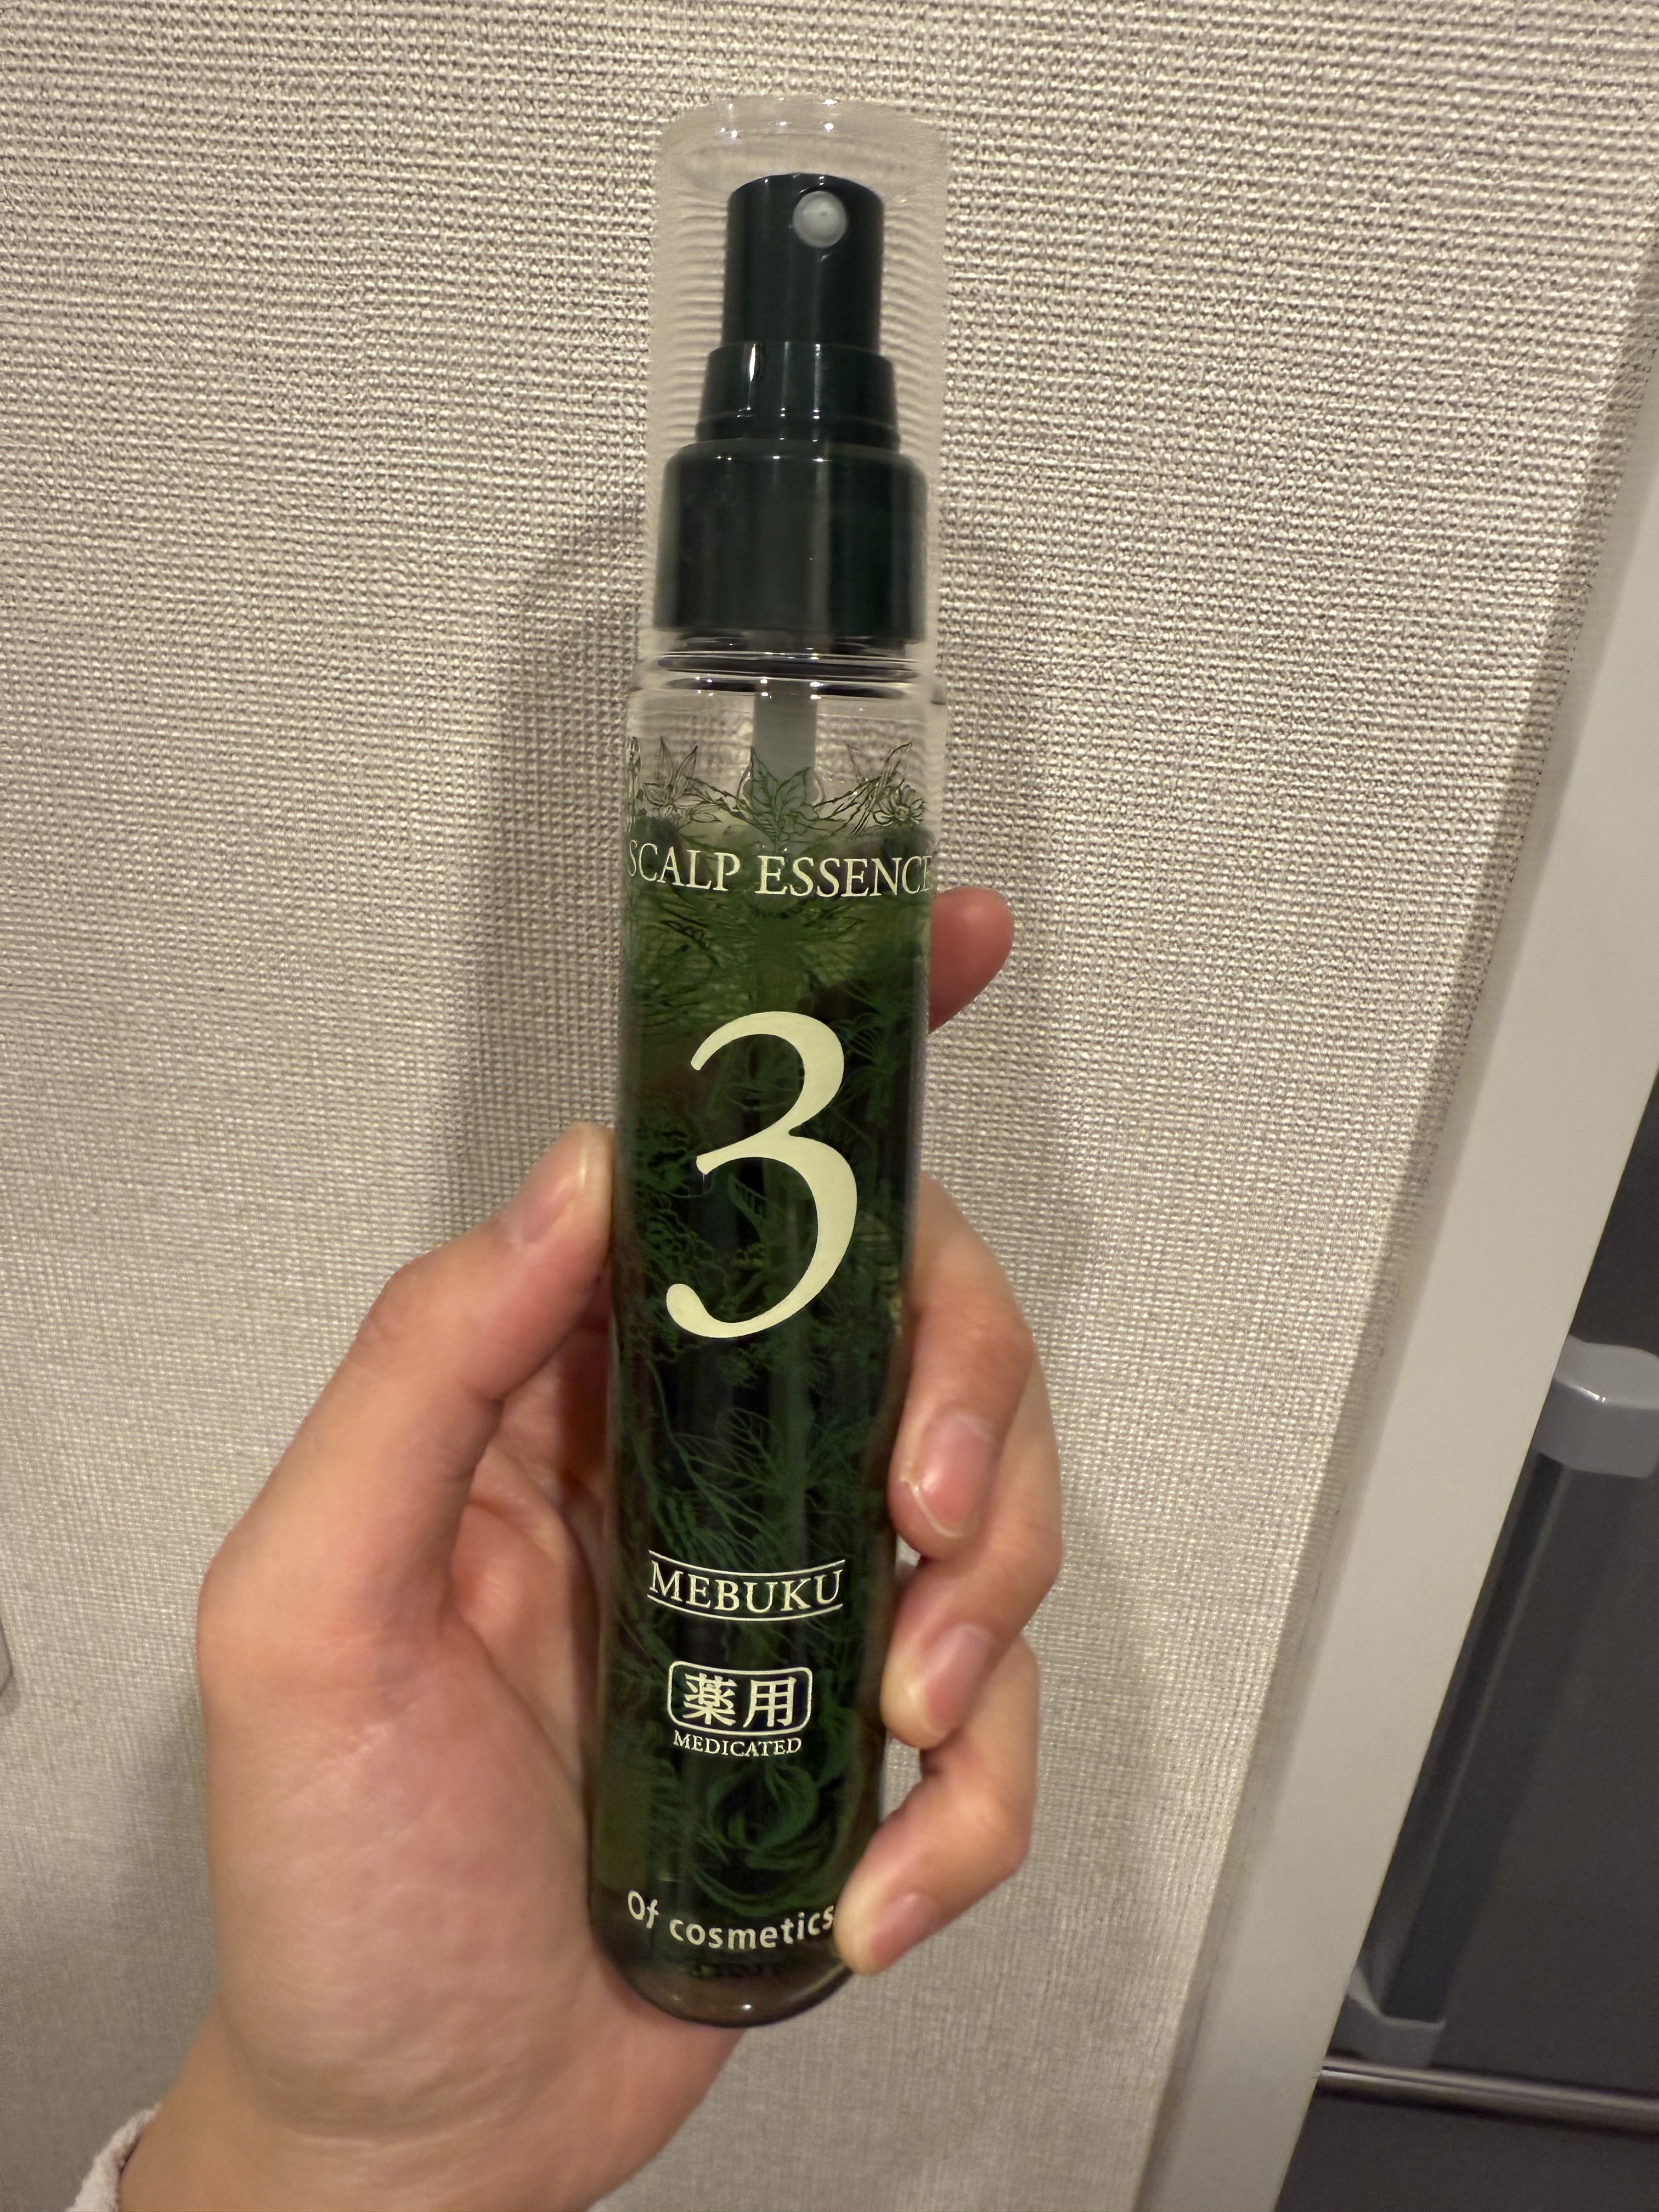 SCALP ESSENCE
3
MEBUKU
薬用
MEDICATED
Of cosmetics